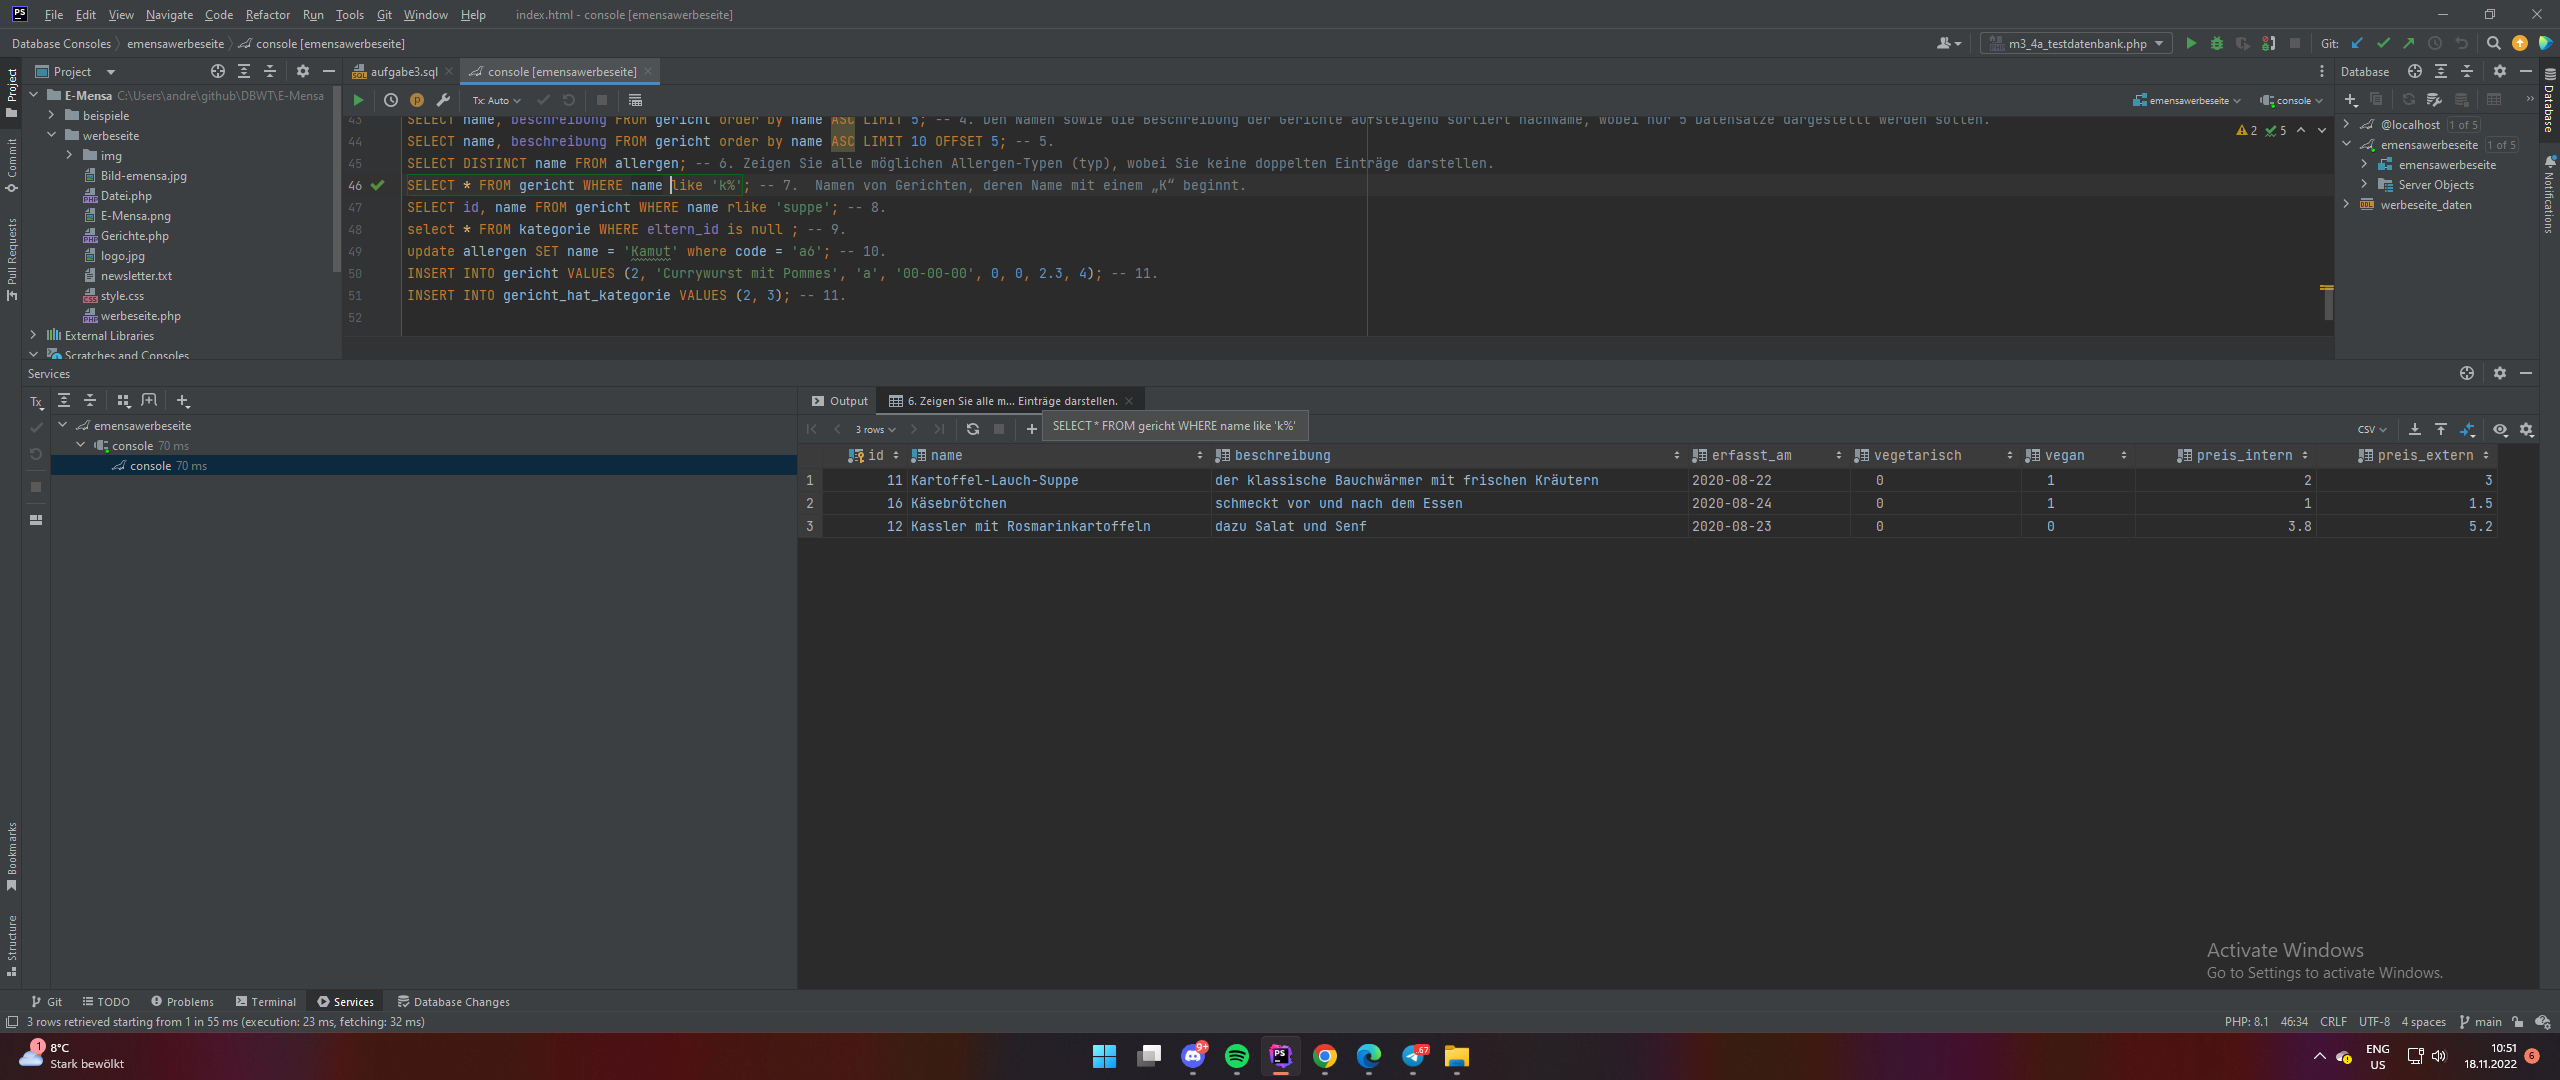 PS File Edit View Navigate Code Refactor Run Tools Git Window Help index.html - console [emensawerbeseite]
Database Consoles emensawerbeseite console [emensawerbeseite] m3_4a_testdatenbank.php Git:
Project aufgabe3.sql console [emensawerbeseite] Database
Tx: Auto emensawerbeseite console
E-Mensa C:\Users\andre\github\DBWT\E-Mensa
beispiele
werbeseite
img
Bild-emensa.jpg
Datei.php
E-Mensa.png
Gerichte.php
logo.jpg
newsletter.txt
style.css
werbeseite.php
External Libraries
Scratches and Consoles
Project
Commit
Pull Requests
43 SELECT name, beschreibung FROM gericht order by name ASC LIMIT 5; -- 4. Den Namen sowie die Beschreibung der Gerichte aufsteigend sortiert nachName, wobei nur 5 Datensätze dargestellt werden sollen.
44 SELECT name, beschreibung FROM gericht order by name ASC LIMIT 10 OFFSET 5; -- 5.
45 SELECT DISTINCT name FROM allergen; -- 6. Zeigen Sie alle möglichen Allergen-Typen (typ), wobei Sie keine doppelten Einträge darstellen.
46 SELECT * FROM gericht WHERE name like 'k%'; -- 7.  Namen von Gerichten, deren Name mit einem „K“ beginnt.
47 SELECT id, name FROM gericht WHERE name rlike 'suppe'; -- 8.
48 select * FROM kategorie WHERE eltern_id is null ; -- 9.
49 update allergen SET name = 'Kamut' where code = 'a6'; -- 10.
50 INSERT INTO gericht VALUES (2, 'Currywurst mit Pommes', 'a', '00-00-00', 0, 0, 2.3, 4); -- 11.
51 INSERT INTO gericht_hat_kategorie VALUES (2, 3); -- 11.
52
2 5
@localhost 1 of 5
emensawerbeseite 1 of 5
emensawerbeseite
Server Objects
werbeseite_daten
Database
Notifications
Services
Tx
emensawerbeseite
console 70 ms
console 70 ms
Output 6. Zeigen Sie alle m... Einträge darstellen.
3 rows SELECT * FROM gericht WHERE name like 'k%' CSV
id name beschreibung erfasst_am vegetarisch vegan preis_intern preis_extern
1 11 Kartoffel-Lauch-Suppe der klassische Bauchwärmer mit frischen Kräutern 2020-08-22 0 1 2 3
2 16 Käsebrötchen schmeckt vor und nach dem Essen 2020-08-24 0 1 1 1.5
3 12 Kassler mit Rosmarinkartoffeln dazu Salat und Senf 2020-08-23 0 0 3.8 5.2
Bookmarks
Structure
Activate Windows
Go to Settings to activate Windows.
Git TODO Problems Terminal Services Database Changes
3 rows retrieved starting from 1 in 55 ms (execution: 23 ms, fetching: 32 ms) PHP: 8.1 46:34 CRLF UTF-8 4 spaces main
1 8°C
Stark bewölkt
9+ PS 67
ENG
US
10:51
18.11.2022
6